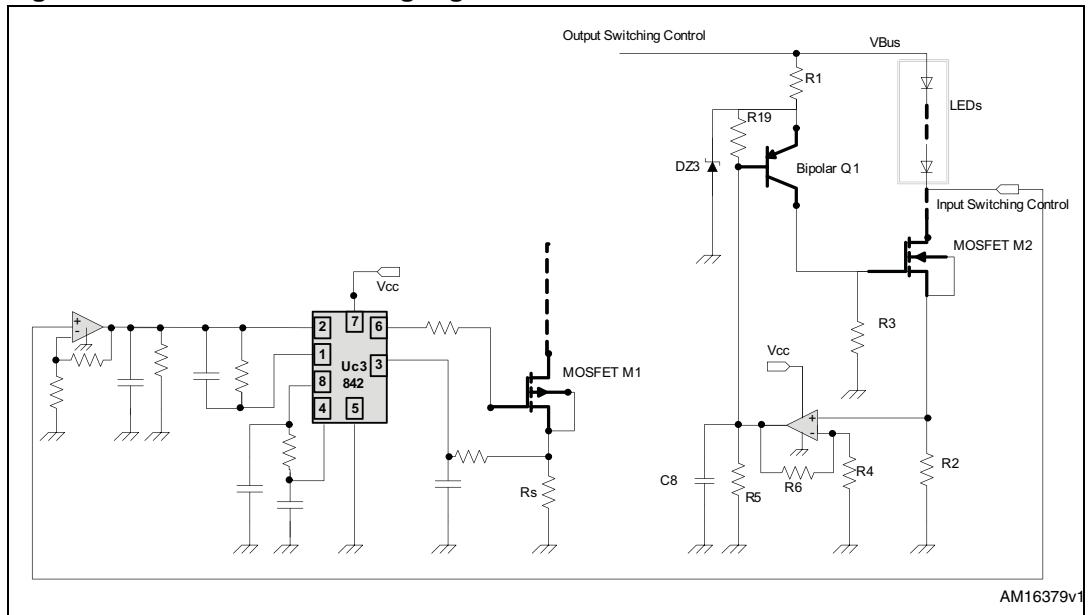 Output Switching Control
VBus
R1
LEDs
R19
DZ3
Bipolar Q1
Input Switching Control
MOSFET M2
Vcc
R3
2
7
6
1
3
Uc3
842
8
4
5
MOSFET M1
Vcc
+
-
+
-
Rs
C8
R5
R6
R4
R2
AM16379v1